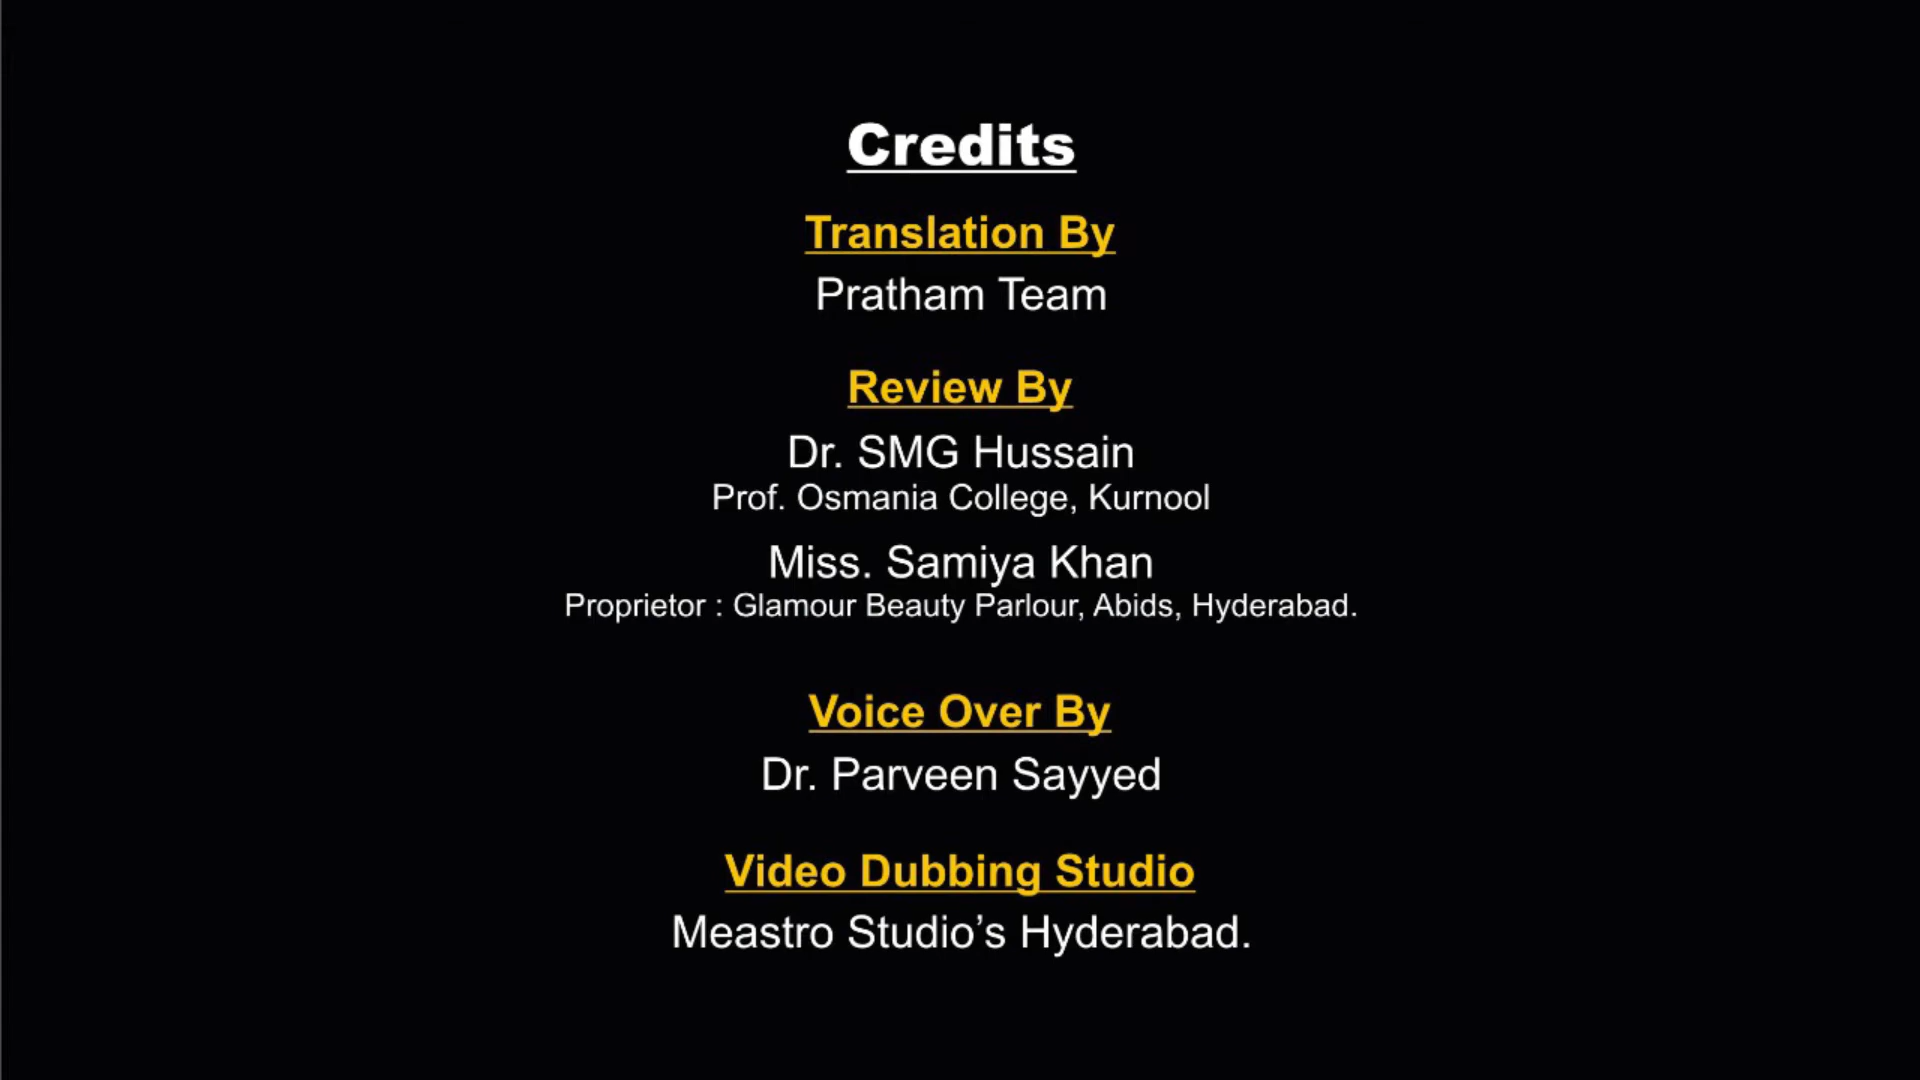 Credits
Translation By
Pratham Team
Review By
Dr. SMG Hussain
Prof. Osmania College, Kurnool
Miss. Samiya Khan
Proprietor : Glamour Beauty Parlour, Abids, Hyderabad.
Voice Over By
Dr. Parveen Sayyed
Video Dubbing Studio
Meastro Studio’s Hyderabad.